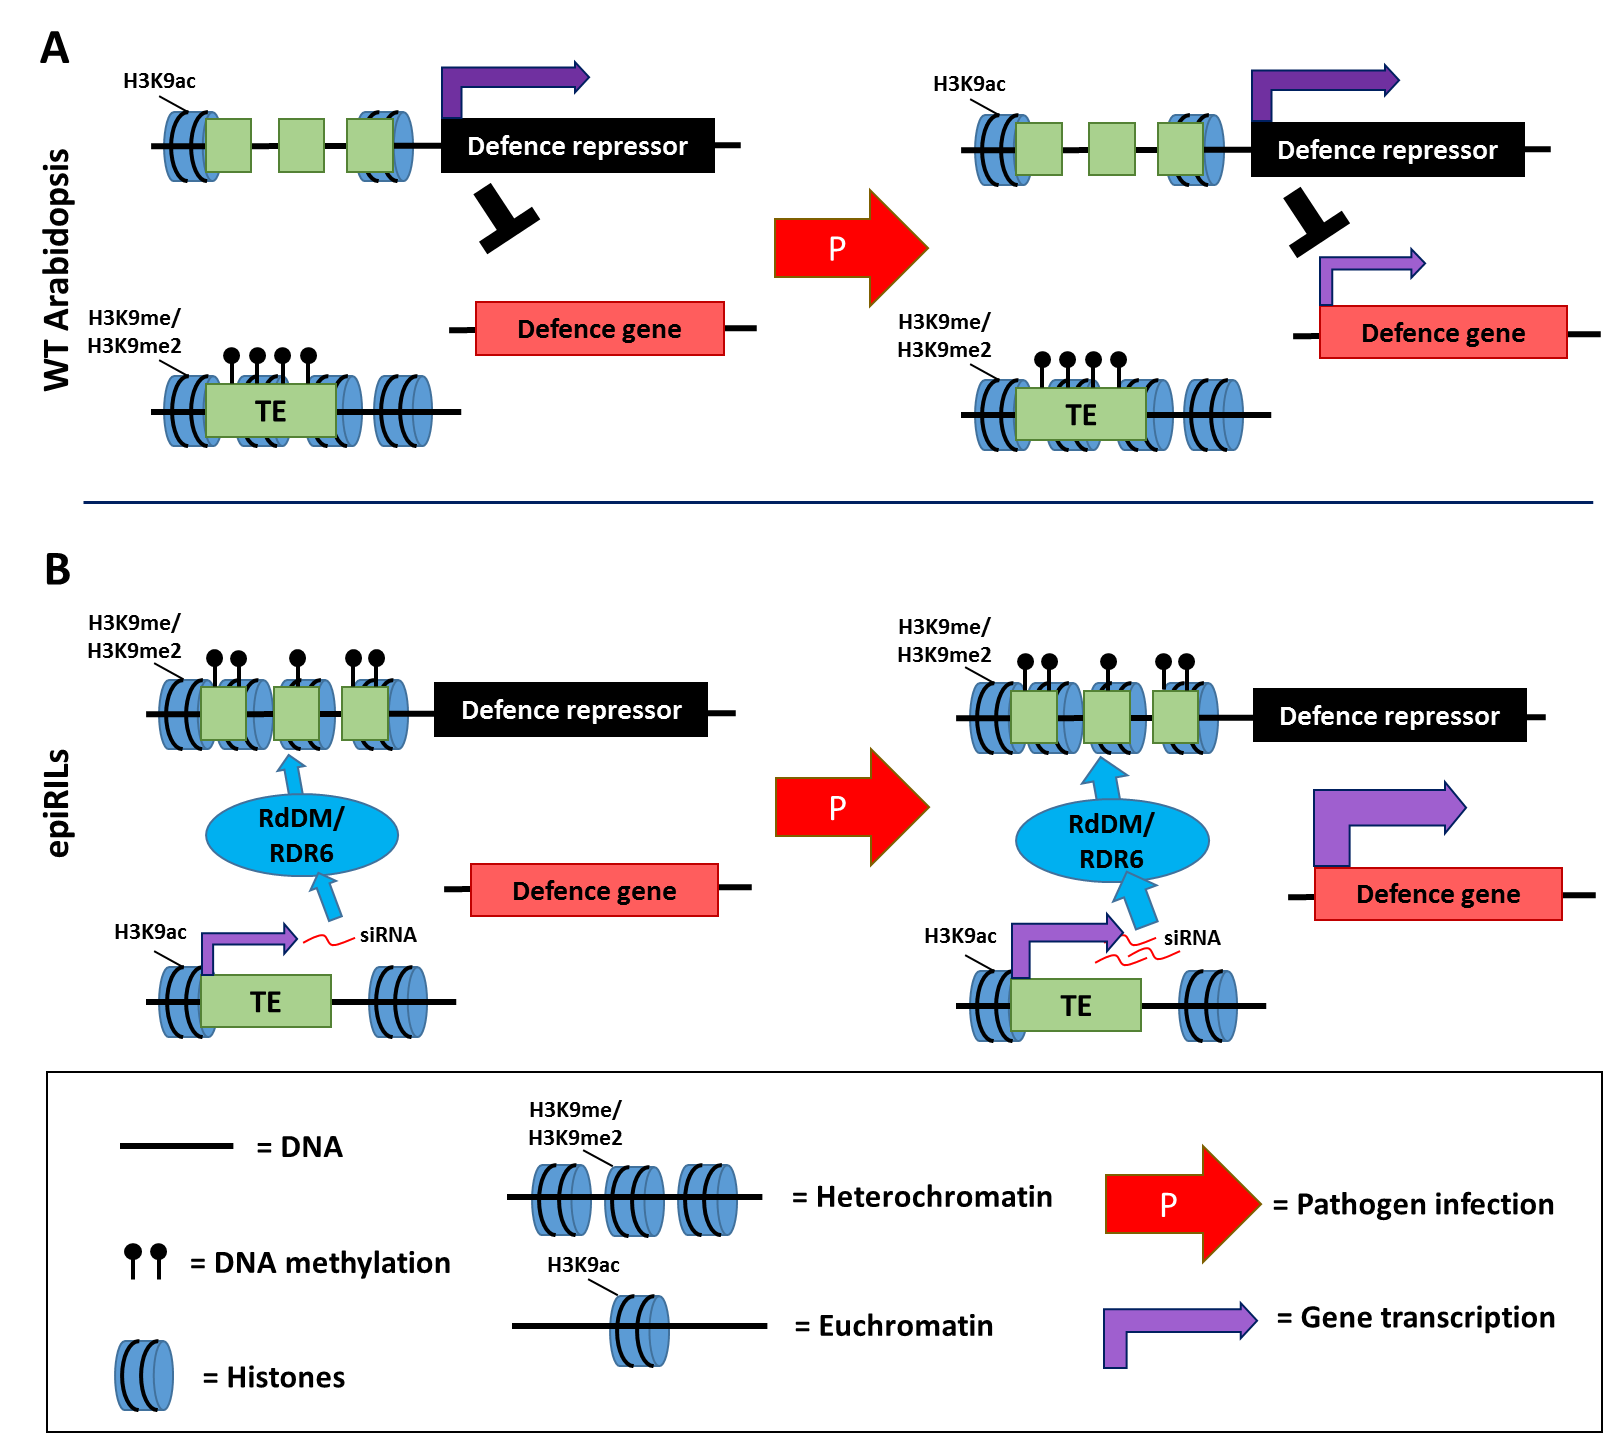 A
WT Arabidopsis
H3K9ac
Defence repressor
H3K9me/
H3K9me2
TE
Defence gene
P
H3K9ac
Defence repressor
H3K9me/
H3K9me2
TE
Defence gene
B
epiRILs
H3K9me/
H3K9me2
Defence repressor
RdDM/
RDR6
Defence gene
H3K9ac
siRNA
TE
P
H3K9me/
H3K9me2
Defence repressor
RdDM/
RDR6
Defence gene
H3K9ac
siRNA
TE
= DNA
= DNA methylation
= Histones
H3K9me/
H3K9me2
= Heterochromatin
H3K9ac
= Euchromatin
P
= Pathogen infection
= Gene transcription